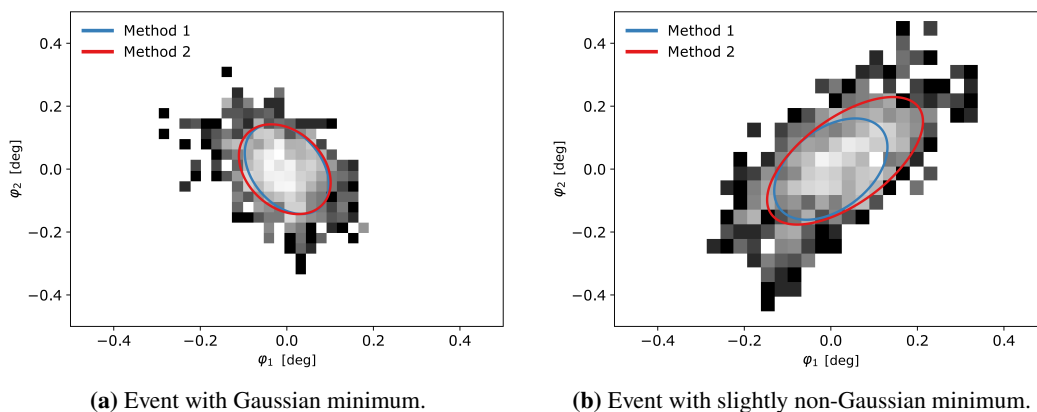 Method 1
Method 2
0.4
0.2
0.0
−0.2
−0.4
φ₂ [deg]
−0.4 −0.2 0.0 0.2 0.4
φ₁ [deg]
(a) Event with Gaussian minimum.
Method 1
Method 2
0.4
0.2
0.0
−0.2
−0.4
φ₂ [deg]
−0.4 −0.2 0.0 0.2 0.4
φ₁ [deg]
(b) Event with slightly non-Gaussian minimum.